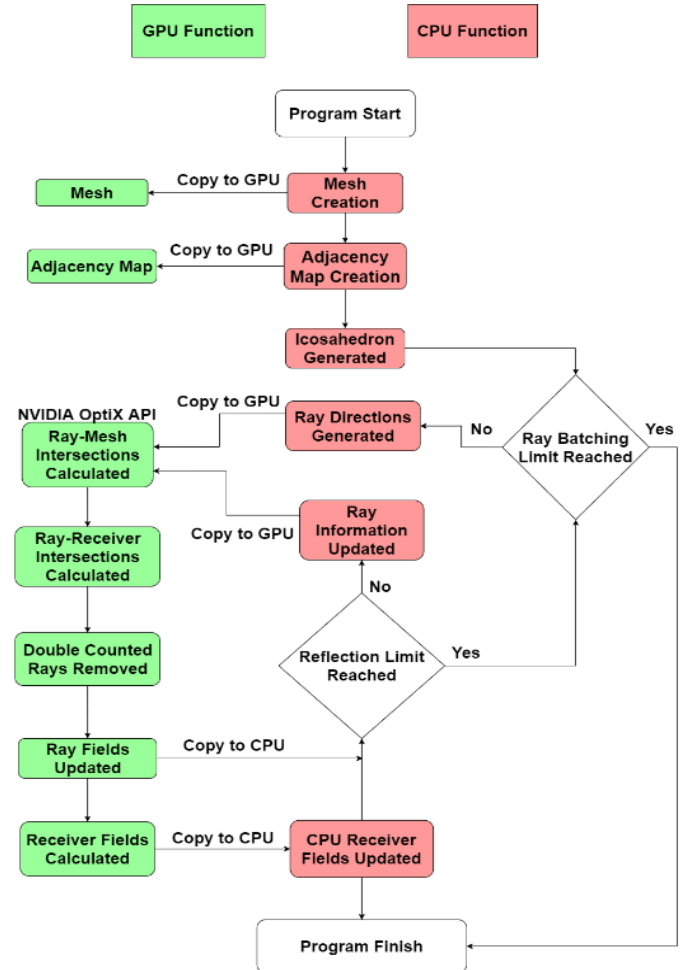 GPU Function
CPU Function
Program Start
Copy to GPU
Mesh
Mesh
Creation
Copy to GPU
Adjacency Map
Adjacency
Map Creation
Icosahedron
Generated
NVIDIA OptiX API
Copy to GPU
Ray-Mesh
Intersections
Calculated
Ray Directions
Generated
No
Ray Batching
Limit Reached
Yes
Copy to GPU
Ray
Information
Updated
Ray-Receiver
Intersections
Calculated
No
Double Counted
Rays Removed
Reflection Limit
Reached
Yes
Ray Fields
Updated
Copy to CPU
Receiver Fields
Calculated
Copy to CPU
CPU Receiver
Fields Updated
Program Finish